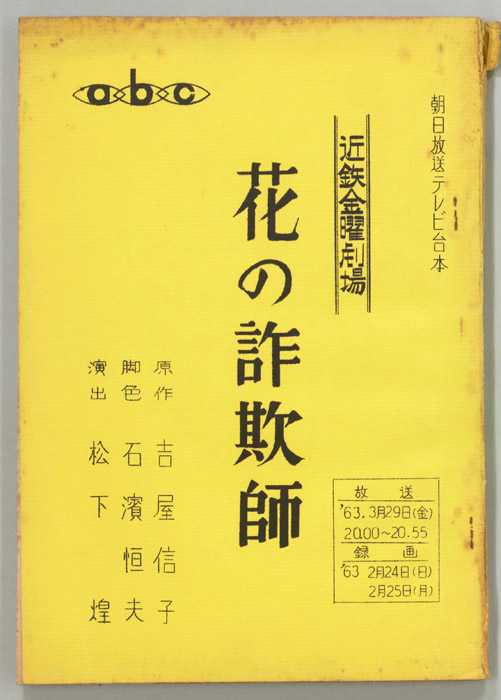 朝日放送テレビ台本
abc
近鉄金曜劇場
花の詐欺師
原作 吉屋信子
脚色 石濱恒夫
演出 松下煌
放送
'63.3月29日(金)
20.00~20.55
録画
'63 2月24日(日)
2月25日(月)